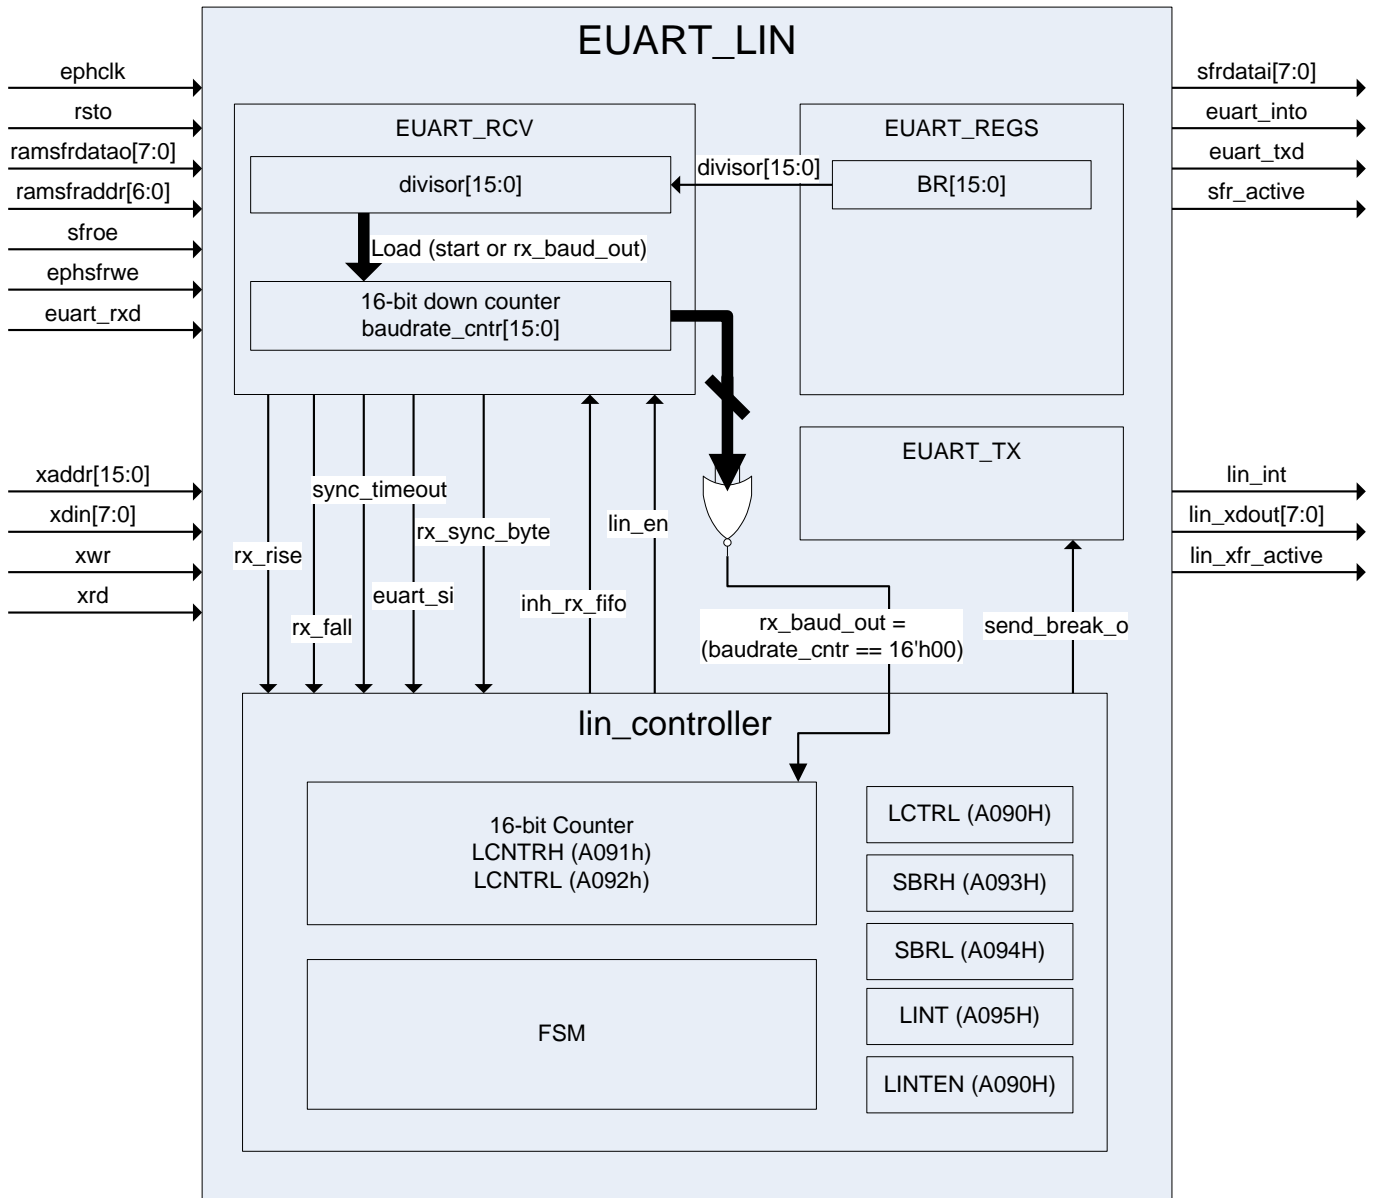 EUART_LIN
ephclk
rsto
ramsfrdatao[7:0]
ramsfraddr[6:0]
sfroe
ephsfrwe
euart_rxd
xaddr[15:0]
xdin[7:0]
xwr
xrd
EUART_RCV
divisor[15:0]
Load (start or rx_baud_out)
16-bit down counter
baudrate_cntr[15:0]
divisor[15:0]
EUART_REGS
BR[15:0]
EUART_TX
sfrdatai[7:0]
euart_into
euart_txd
sfr_active
lin_int
lin_xdout[7:0]
lin_xfr_active
sync_timeout
rx_sync_byte
lin_en
rx_rise
euart_si
inh_rx_fifo
rx_fall
rx_baud_out =
(baudrate_cntr == 16'h00)
send_break_o
lin_controller
16-bit Counter
LCNTRH (A091h)
LCNTRL (A092h)
FSM
LCTRL (A090H)
SBRH (A093H)
SBRL (A094H)
LINT (A095H)
LINTEN (A090H)